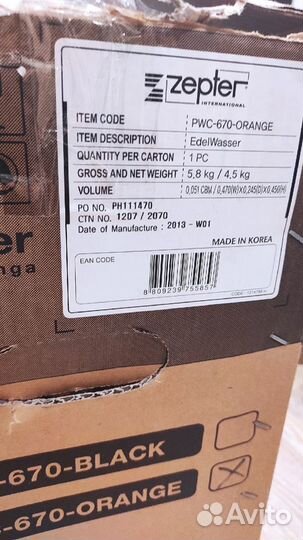 zepter
INTERNATIONAL
ITEM CODE PWC-670-ORANGE
ITEM DESCRIPTION EdelWasser
QUANTITY PER CARTON 1 PC
GROSS AND NET WEIGHT 5,8 kg / 4,5 kg
VOLUME 0,051 CBM / 0,470(W)X0,245(D)X0,456(H)
PO NO. PH111470
CTN NO. 1207 / 2070
Date of Manufacture : 2013 - W01
MADE IN KOREA
EAN CODE
8 809239 755857
ter
nga
-670-BLACK
C-670-ORANGE
Avito